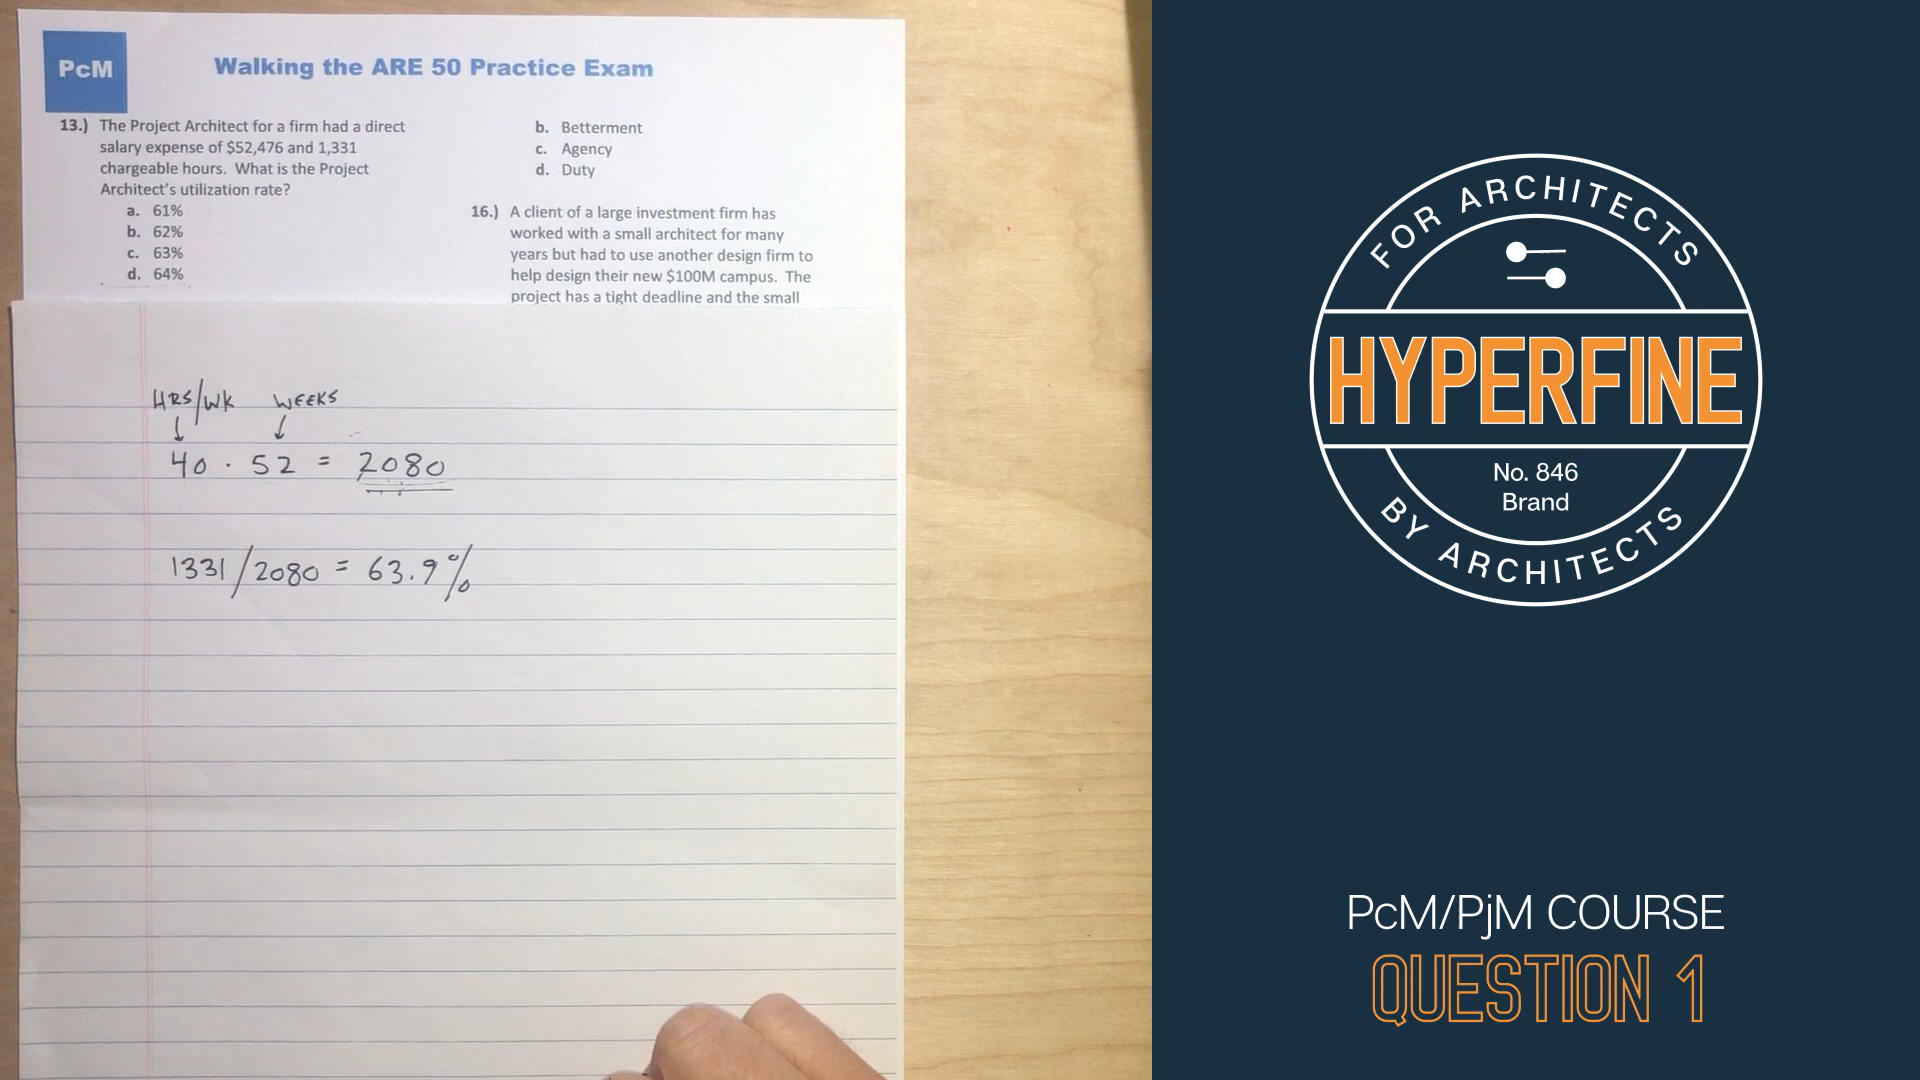 PcM
Walking the ARE 50 Practice Exam
13.) The Project Architect for a firm had a direct
salary expense of $52,476 and 1,331
chargeable hours. What is the Project
Architect's utilization rate?
a. 61%
b. 62%
c. 63%
d. 64%
b. Betterment
c. Agency
d. Duty
16.) A client of a large investment firm has
worked with a small architect for many
years but had to use another design firm to
help design their new $100M campus. The
project has a tight deadline and the small
HRS/WK WEEKS
40 · 52 = 2080
1331/2080 = 63.9%
FOR ARCHITECTS
HYPERFINE
No. 846
Brand
BY ARCHITECTS
PcM/PjM COURSE
QUESTION 1